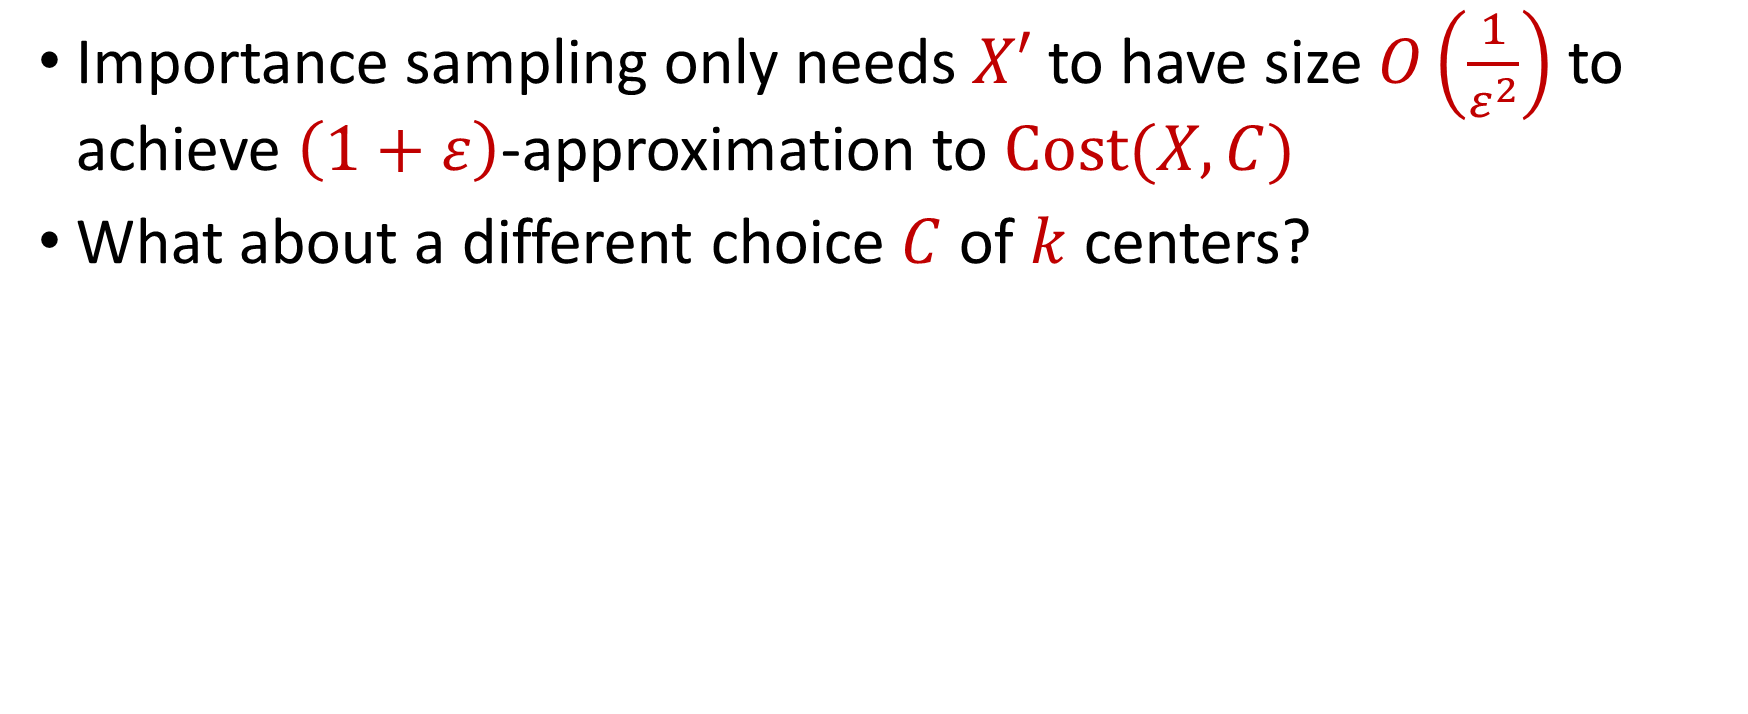 • Importance sampling only needs X′ to have size O(1/ε²) to
achieve (1 + ε)-approximation to Cost(X, C)
• What about a different choice C of k centers?